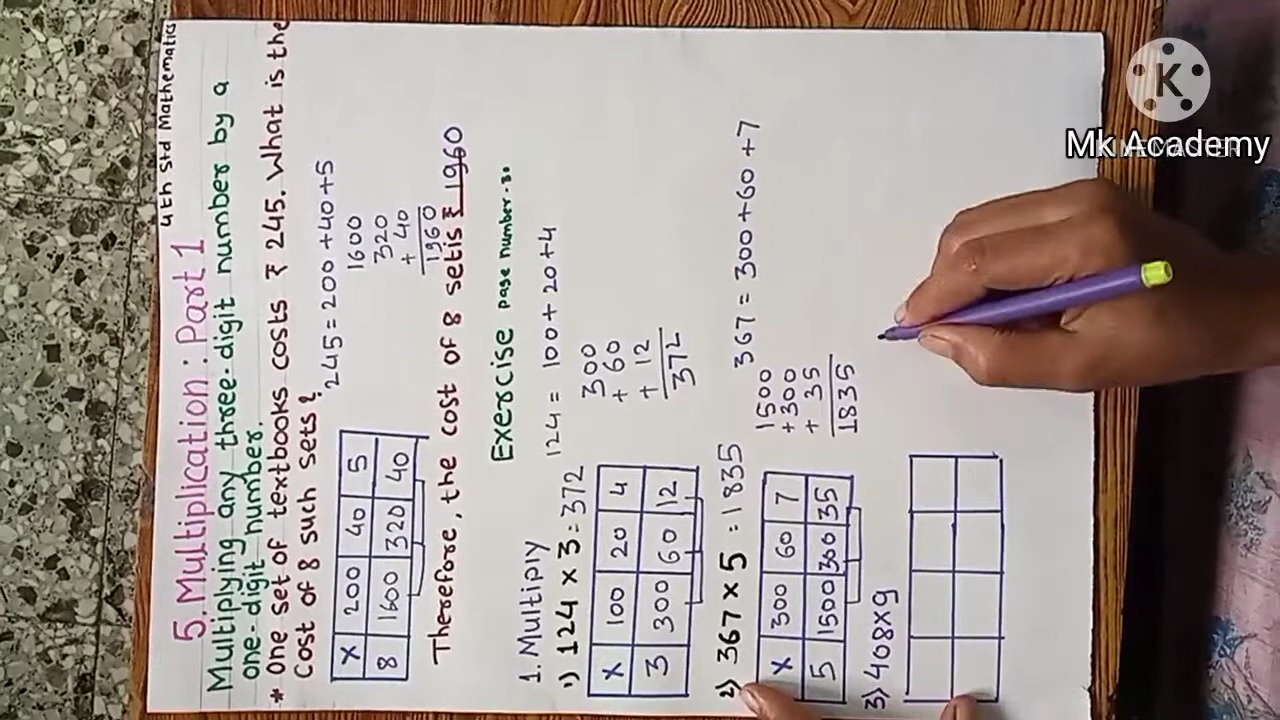 4th Std Mathematics
5. Multiplication : Part 1
Multiplying any three-digit number by a
one-digit number.
* One set of textbooks costs ₹ 245. What is the
cost of 8 such sets?
245 = 200 + 40 + 5
X 200 40 5
8 1600 320 40
1600
320
+ 40
1960
Therefore, the cost of 8 set is ₹ 1960
Exercise page number-30
1. Multiply
1) 124 x 3 = 372
124 = 100 + 20 + 4
X 100 20 4
3 300 60 12
300
+ 60
+ 12
372
2) 367 x 5 = 1835
367 = 300 + 60 + 7
X 300 60 7
5 1500 300 35
1500
+300
+ 35
1835
3) 408x9
K
Mk Academy
KINEMASTER